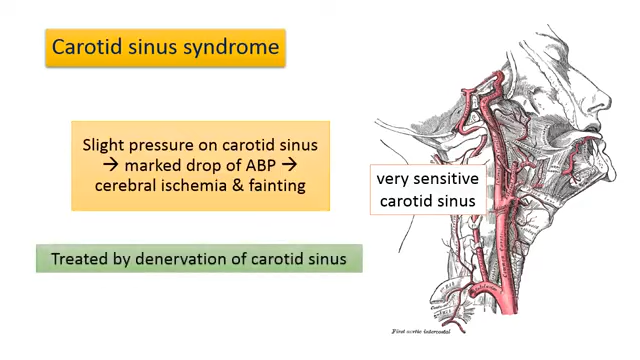 Carotid sinus syndrome
Slight pressure on carotid sinus
→ marked drop of ABP →
cerebral ischemia & fainting
very sensitive
carotid sinus
Treated by denervation of carotid sinus
First aortic intercostal